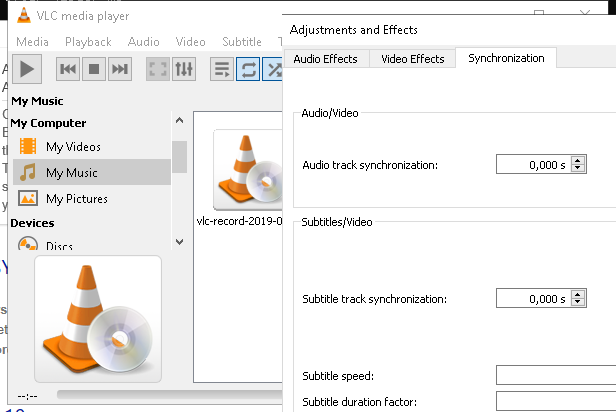 VLC media player
Media Playback Audio Video Subtitle
My Music
My Computer
My Videos
My Music
My Pictures
Devices
Discs
vlc-record-2019-0
--:--
Adjustments and Effects
Audio Effects Video Effects Synchronization
Audio/Video
Audio track synchronization: 0,000 s
Subtitles/Video
Subtitle track synchronization: 0,000 s
Subtitle speed:
Subtitle duration factor: